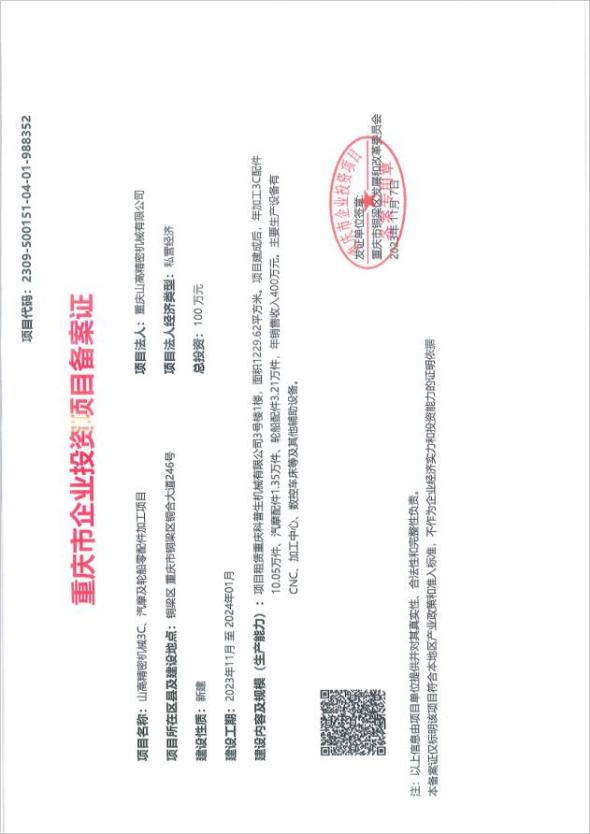 项目代码：2309-500151-04-01-988352
重庆市企业投资项目备案证
项目名称：山高精密机械3C、汽摩及轮船零配件加工项目
项目法人：重庆山高精密机械有限公司
项目所在区县及建设地点：铜梁区 重庆市铜梁区铜合大道246号
项目法人经济类型：私营经济
建设性质：新建
总投资：100 万元
建设工期：2023年11月 至 2024年01月
建设内容及规模（生产能力）：项目租赁重庆科普生机械有限公司3号楼1楼，面积1229.62平方米。项目建成后，年加工3C配件
10.05万件、汽摩配件1.35万件、轮船配件3.21万件，年销售收入400万元。主要生产设备有
CNC、加工中心、数控车床等及其他辅助设备。
重庆市企业投资项目
备案专用章
发证单位签章：
重庆市铜梁区发展和改革委员会
2023年 11月 7日
注：以上信息由项目单位提供并对其真实性、合法性和完整性负责。
本备案证仅标明该项目符合本地区产业政策和准入标准，不作为企业经济实力和投资能力的证明依据